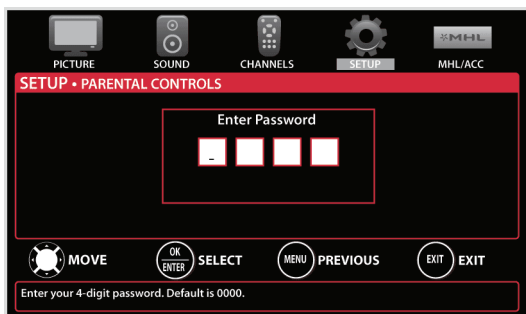 PICTURE SOUND CHANNELS SETUP MHL MHL/ACC
SETUP • PARENTAL CONTROLS
Enter Password
-
MOVE OK ENTER SELECT MENU PREVIOUS EXIT EXIT
Enter your 4-digit password. Default is 0000.